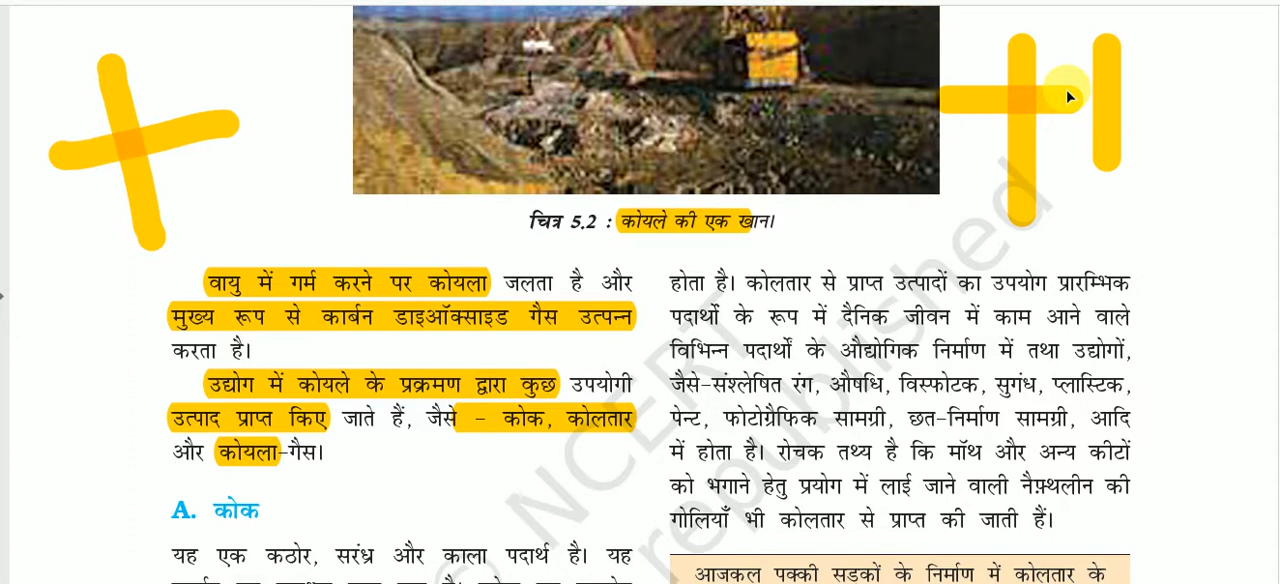 चित्र 5.2 : कोयले की एक खान।
वायु में गर्म करने पर कोयला जलता है और
मुख्य रूप से कार्बन डाइऑक्साइड गैस उत्पन्न
करता है।
उद्योग में कोयले के प्रक्रमण द्वारा कुछ उपयोगी
उत्पाद प्राप्त किए जाते हैं, जैसे - कोक, कोलतार
और कोयला-गैस।
A. कोक
यह एक कठोर, सरंध्र और काला पदार्थ है। यह
होता है। कोलतार से प्राप्त उत्पादों का उपयोग प्रारम्भिक
पदार्थों के रूप में दैनिक जीवन में काम आने वाले
विभिन्न पदार्थों के औद्योगिक निर्माण में तथा उद्योगों,
जैसे-संश्लेषित रंग, औषधि, विस्फोटक, सुगंध, प्लास्टिक,
पेन्ट, फोटोग्रैफिक सामग्री, छत-निर्माण सामग्री, आदि
में होता है। रोचक तथ्य है कि मॉथ और अन्य कीटों
को भगाने हेतु प्रयोग में लाई जाने वाली नैफ़्थलीन की
गोलियाँ भी कोलतार से प्राप्त की जाती हैं।
आजकल पक्की सड़कों के निर्माण में कोलतार के
© NCERT
republished